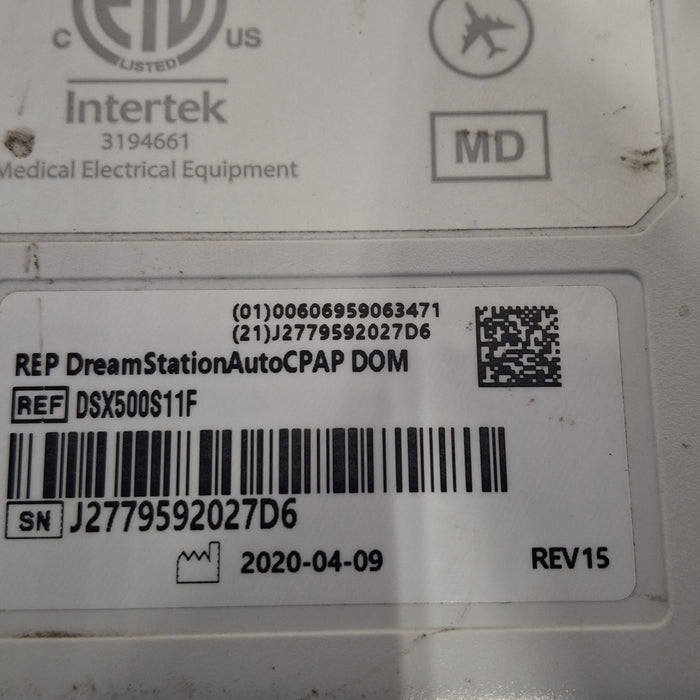 C ETL US
LISTED
Intertek
3194661
Medical Electrical Equipment
MD
(01)00606959063471
(21)J2779592027D6
REP DreamStationAutoCPAP DOM
REF DSX500S11F
SN J2779592027D6
2020-04-09
REV15